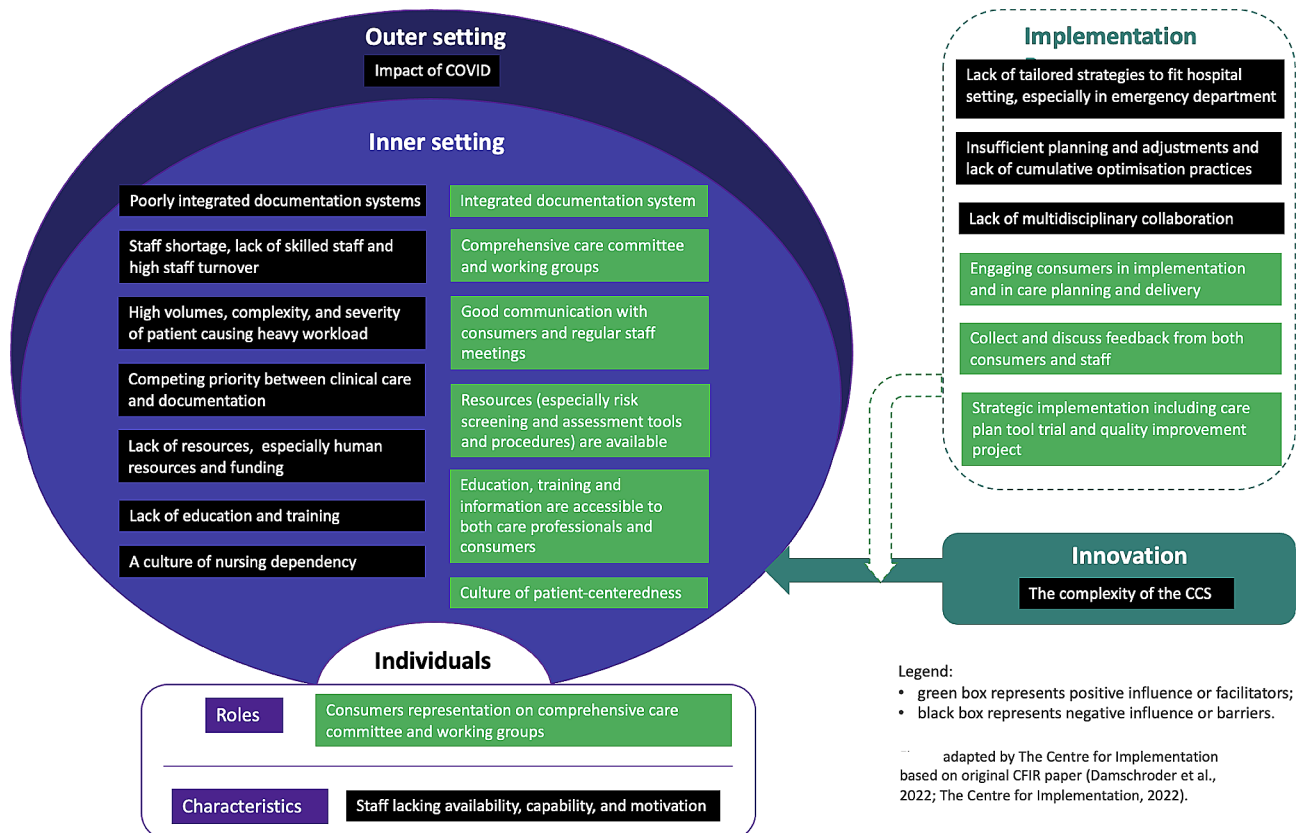 Outer setting
Impact of COVID
Inner setting
Poorly integrated documentation systems
Staff shortage, lack of skilled staff and
high staff turnover
High volumes, complexity, and severity
of patient causing heavy workload
Competing priority between clinical care
and documentation
Lack of resources, especially human
resources and funding
Lack of education and training
A culture of nursing dependency
Integrated documentation system
Comprehensive care committee
and working groups
Good communication with
consumers and regular staff
meetings
Resources (especially risk
screening and assessment tools
and procedures) are available
Education, training and
information are accessible to
both care professionals and
consumers
Culture of patient-centeredness
Individuals
Roles
Consumers representation on comprehensive care
committee and working groups
Characteristics
Staff lacking availability, capability, and motivation
Implementation
Lack of tailored strategies to fit hospital
setting, especially in emergency department
Insufficient planning and adjustments and
lack of cumulative optimisation practices
Lack of multidisciplinary collaboration
Engaging consumers in implementation
and in care planning and delivery
Collect and discuss feedback from both
consumers and staff
Strategic implementation including care
plan tool trial and quality improvement
project
Innovation
The complexity of the CCS
Legend:
• green box represents positive influence or facilitators;
• black box represents negative influence or barriers.
adapted by The Centre for Implementation
based on original CFIR paper (Damschroder et al.,
2022; The Centre for Implementation, 2022).